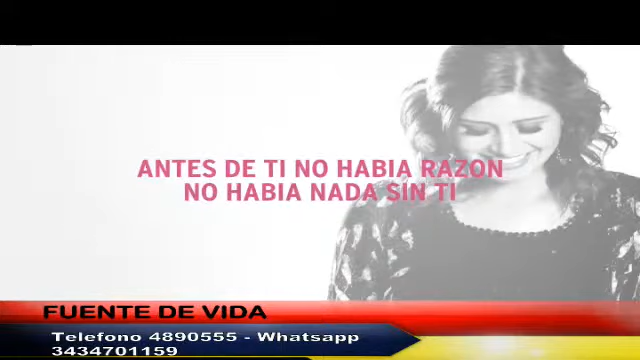 ANTES DE TI NO HABIA RAZON
NO HABIA NADA SIN TI
FUENTE DE VIDA
Telefono 4890555 - Whatsapp
3434701159